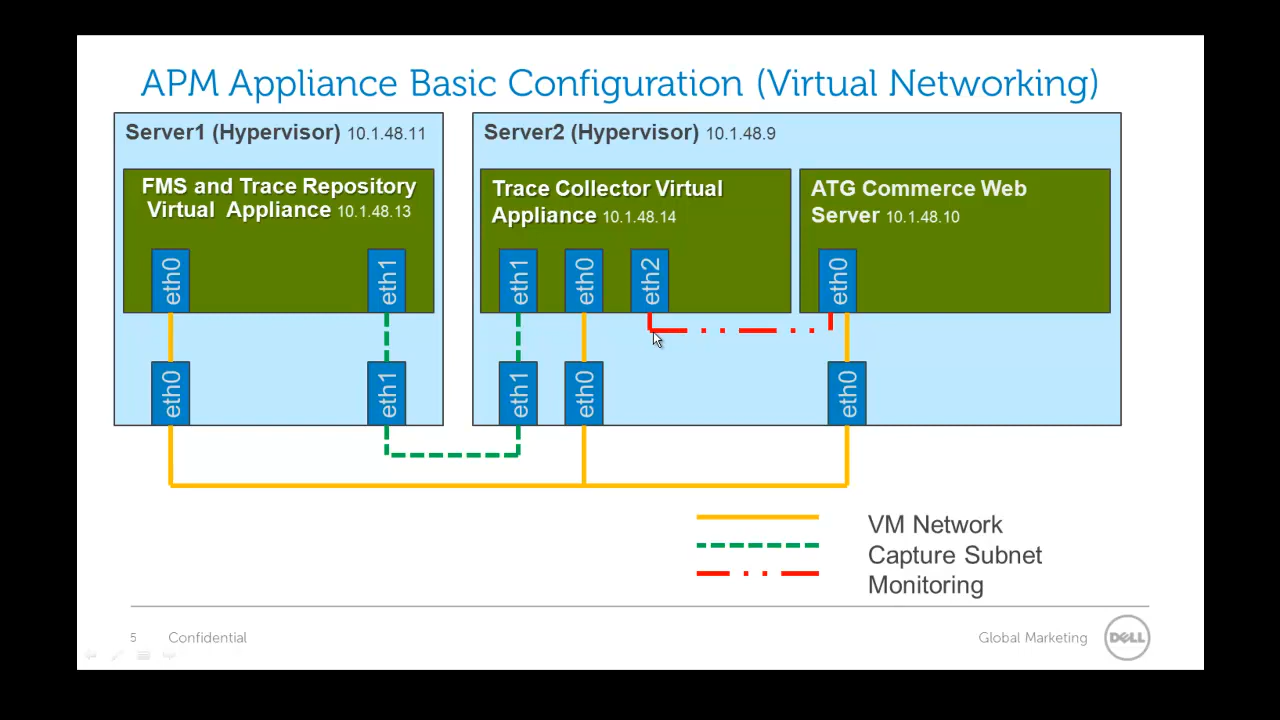 APM Appliance Basic Configuration (Virtual Networking)
Server1 (Hypervisor) 10.1.48.11
FMS and Trace Repository
Virtual Appliance 10.1.48.13
eth0
eth1
eth0
eth1
Server2 (Hypervisor) 10.1.48.9
Trace Collector Virtual
Appliance 10.1.48.14
eth1
eth0
eth2
ATG Commerce Web
Server 10.1.48.10
eth0
eth1
eth0
eth0
VM Network
Capture Subnet
Monitoring
5 Confidential
Global Marketing
DELL